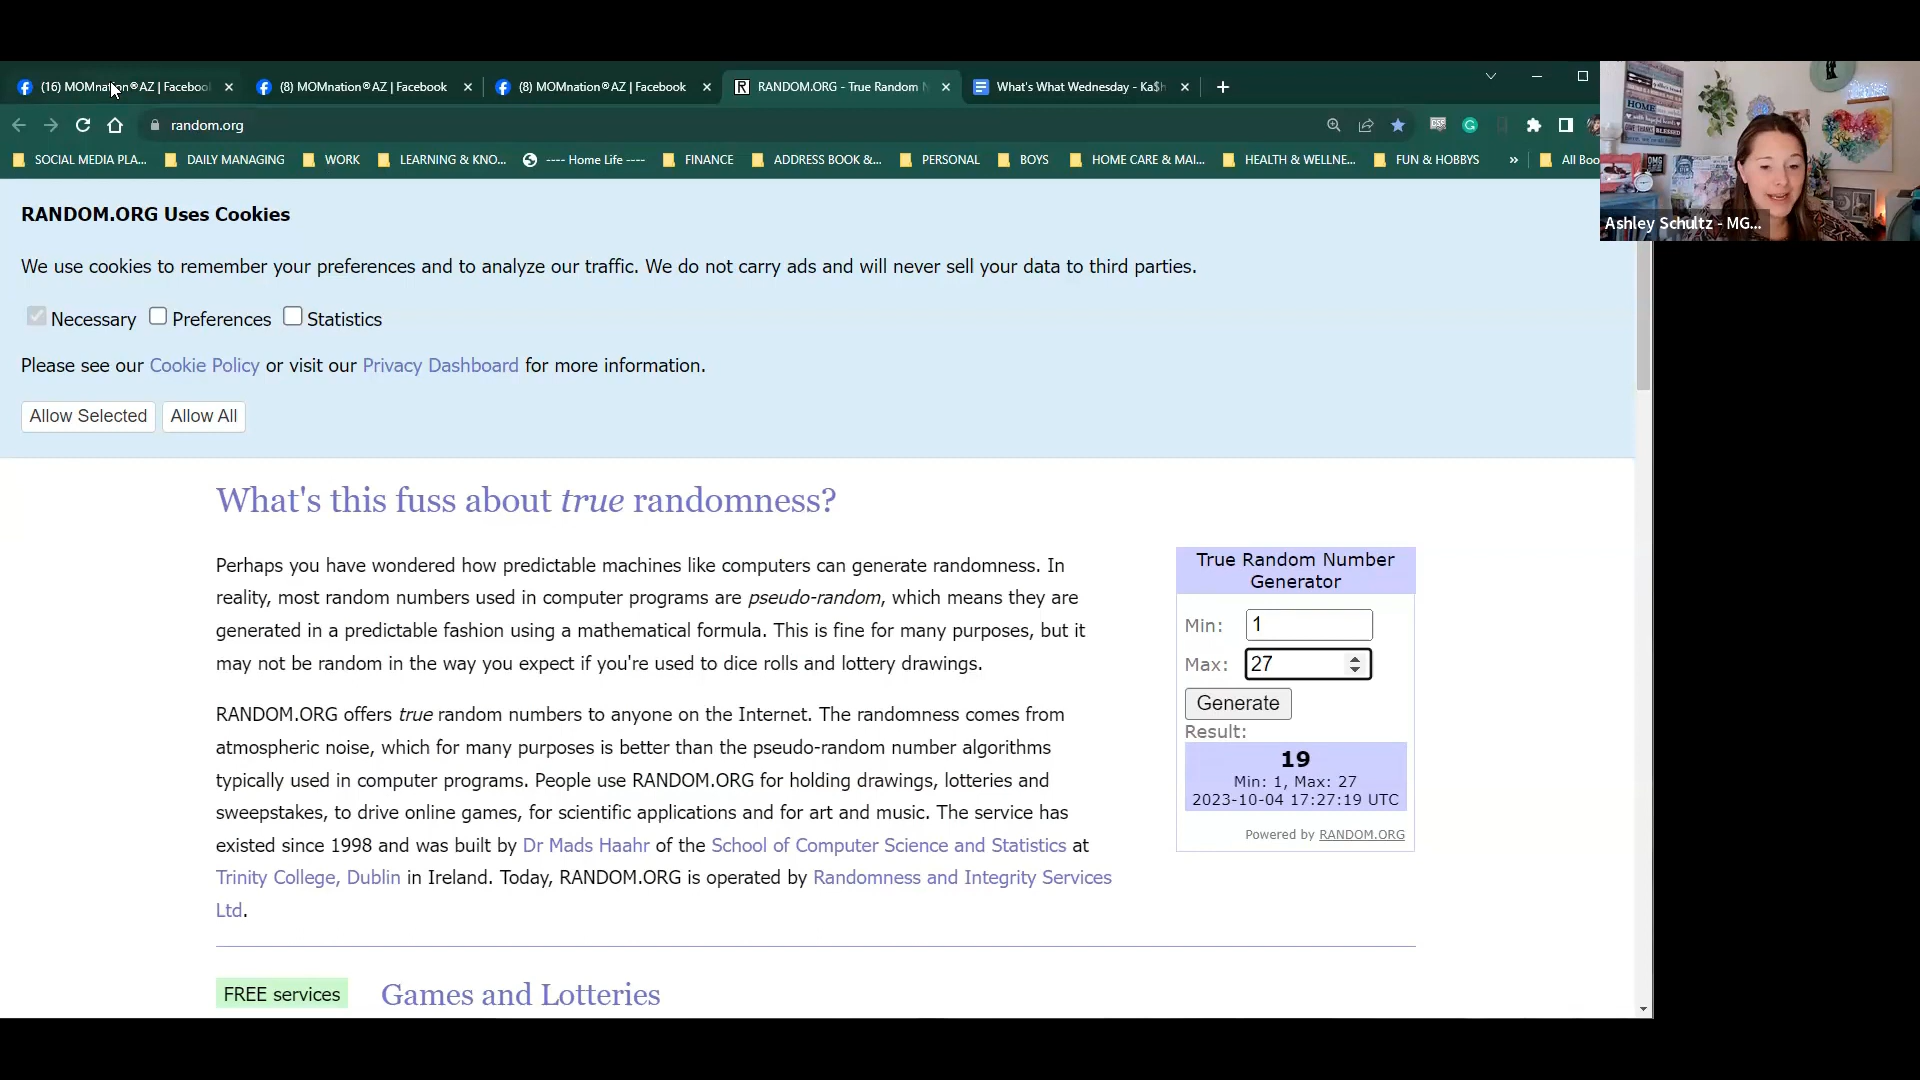 (16) MOMnation®AZ | Facebook
(8) MOMnation®AZ | Facebook
(8) MOMnation®AZ | Facebook
RANDOM.ORG - True Random N
What's What Wednesday - Ka$h
random.org
SOCIAL MEDIA PLA...
DAILY MANAGING
WORK
LEARNING & KNO...
---- Home Life ----
FINANCE
ADDRESS BOOK &...
PERSONAL
BOYS
HOME CARE & MAI...
HEALTH & WELLNE...
FUN & HOBBYS
»
All Boo
HOME
BLESSED
Ashley Schultz - MG...
RANDOM.ORG Uses Cookies
We use cookies to remember your preferences and to analyze our traffic. We do not carry ads and will never sell your data to third parties.
Necessary Preferences Statistics
Please see our Cookie Policy or visit our Privacy Dashboard for more information.
Allow Selected Allow All
What's this fuss about true randomness?
Perhaps you have wondered how predictable machines like computers can generate randomness. In
reality, most random numbers used in computer programs are pseudo-random, which means they are
generated in a predictable fashion using a mathematical formula. This is fine for many purposes, but it
may not be random in the way you expect if you're used to dice rolls and lottery drawings.
RANDOM.ORG offers true random numbers to anyone on the Internet. The randomness comes from
atmospheric noise, which for many purposes is better than the pseudo-random number algorithms
typically used in computer programs. People use RANDOM.ORG for holding drawings, lotteries and
sweepstakes, to drive online games, for scientific applications and for art and music. The service has
existed since 1998 and was built by Dr Mads Haahr of the School of Computer Science and Statistics at
Trinity College, Dublin in Ireland. Today, RANDOM.ORG is operated by Randomness and Integrity Services
Ltd.
True Random Number
Generator
Min: 1
Max: 27
Generate
Result:
19
Min: 1, Max: 27
2023-10-04 17:27:19 UTC
Powered by RANDOM.ORG
FREE services
Games and Lotteries